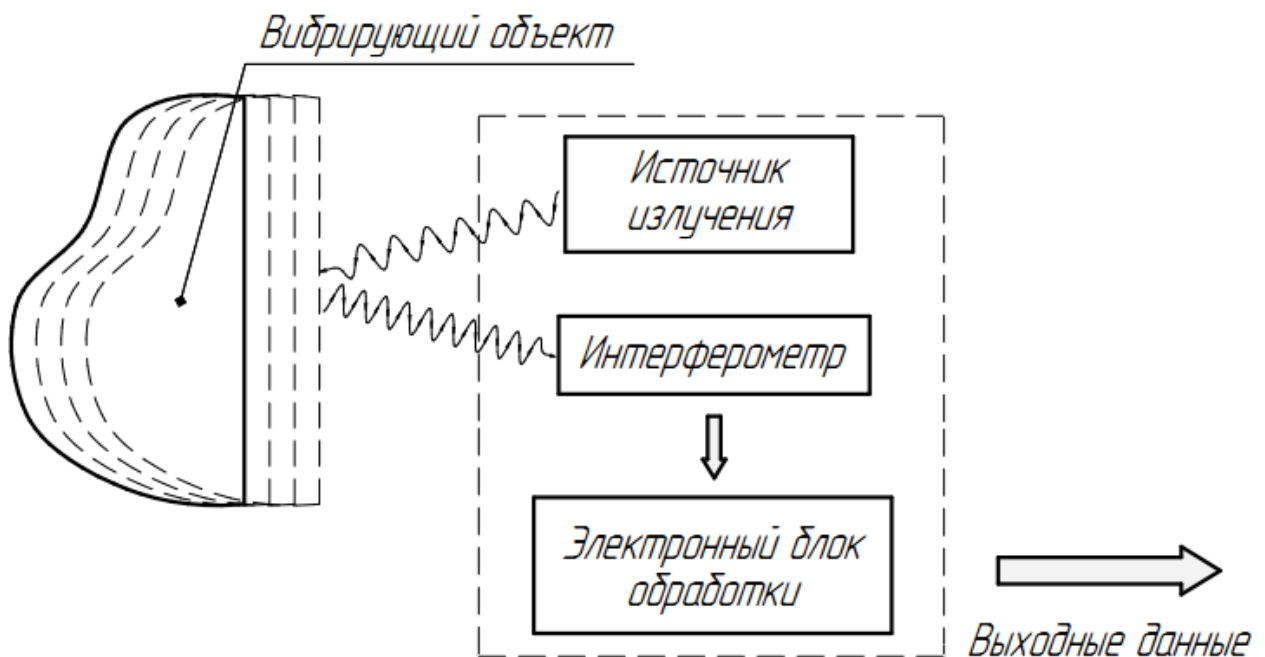 Вибрирующий объект
Источник
излучения
Интерферометр
Электронный блок
обработки
Выходные данные